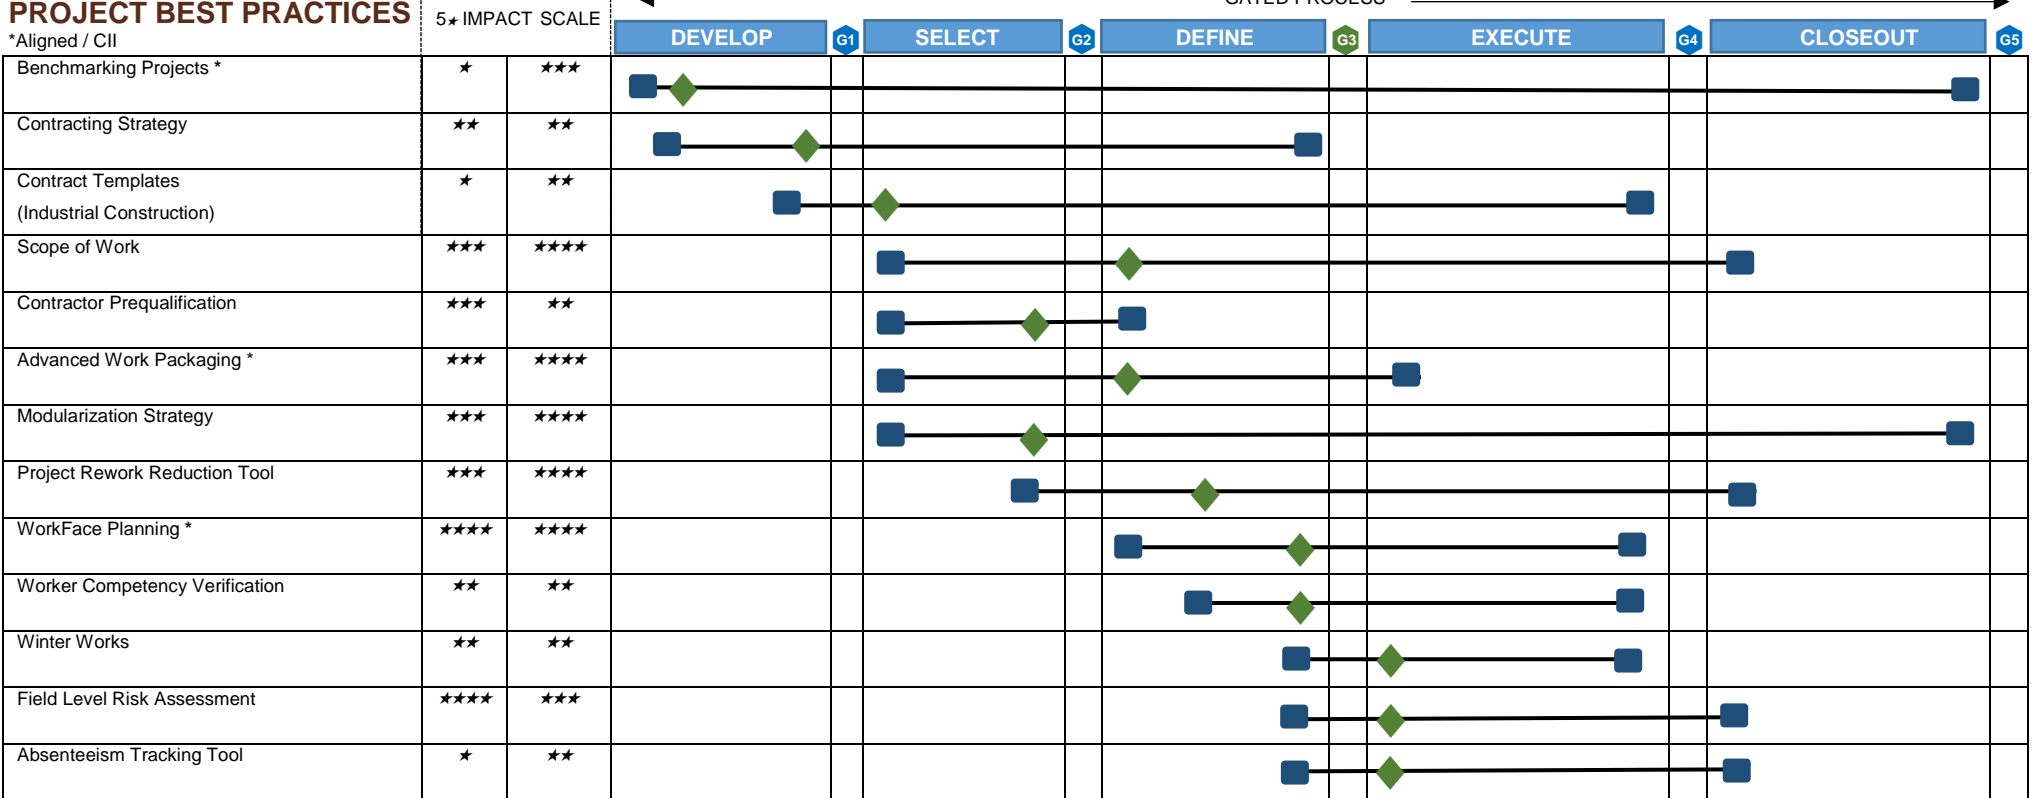 PROJECT BEST PRACTICES
*Aligned / CII
5★ IMPACT SCALE
GATED PROCESS
DEVELOP G1 SELECT G2 DEFINE G3 EXECUTE G4 CLOSEOUT G5
Benchmarking Projects * ★ ★★★
Contracting Strategy ★★ ★★
Contract Templates ★ ★★
(Industrial Construction)
Scope of Work ★★★ ★★★★
Contractor Prequalification ★★★ ★★
Advanced Work Packaging * ★★★ ★★★★
Modularization Strategy ★★★ ★★★★
Project Rework Reduction Tool ★★★ ★★★★
WorkFace Planning * ★★★★ ★★★★
Worker Competency Verification ★★ ★★
Winter Works ★★ ★★
Field Level Risk Assessment ★★★★ ★★★
Absenteeism Tracking Tool ★ ★★